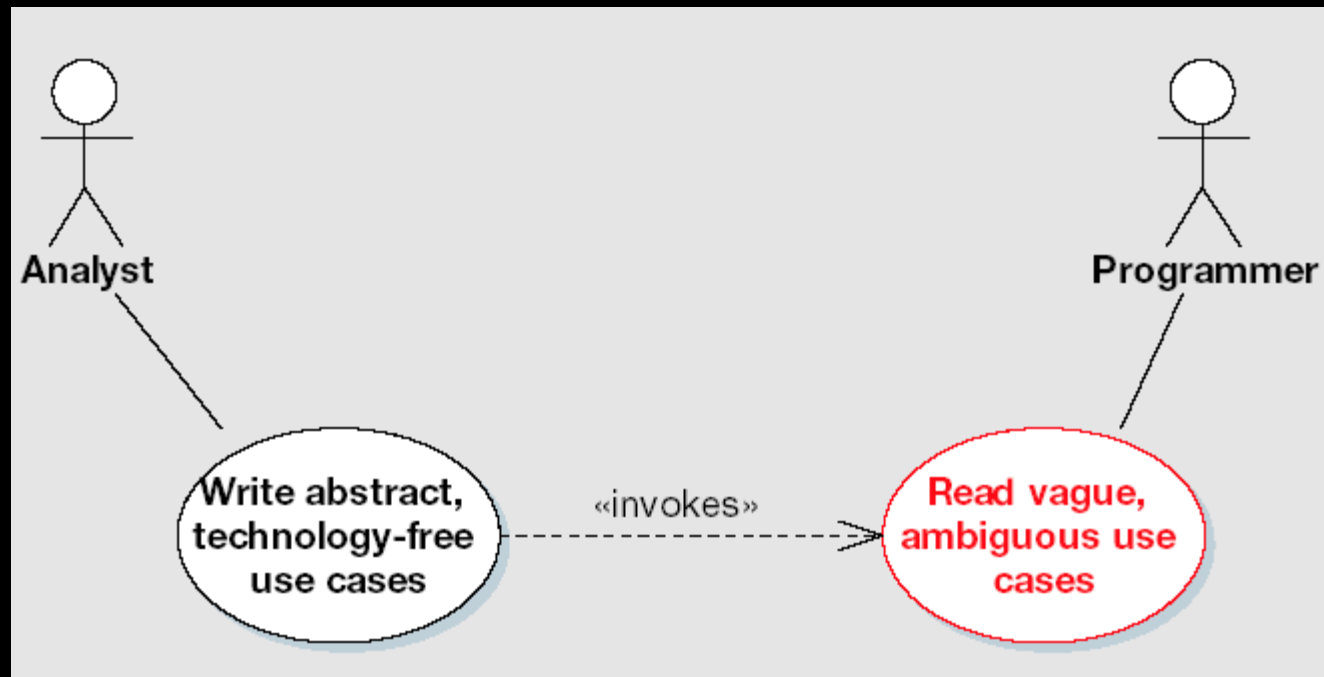 Analyst
Programmer
Write abstract,
technology-free
use cases
«invokes»
Read vague,
ambiguous use
cases